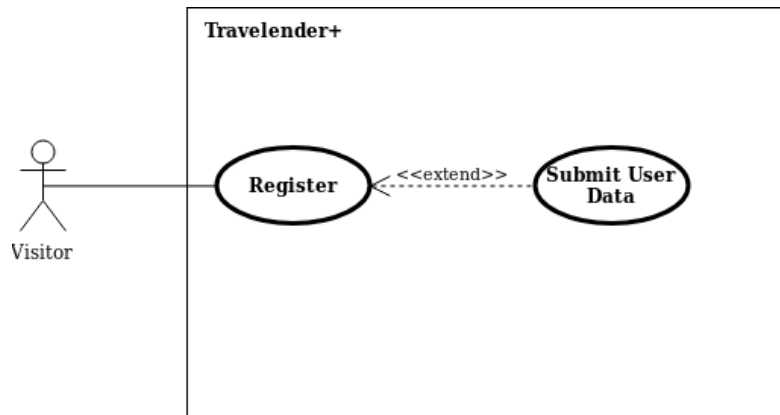 Travelender+
Register
<<extend>>
Submit User
Data
Visitor